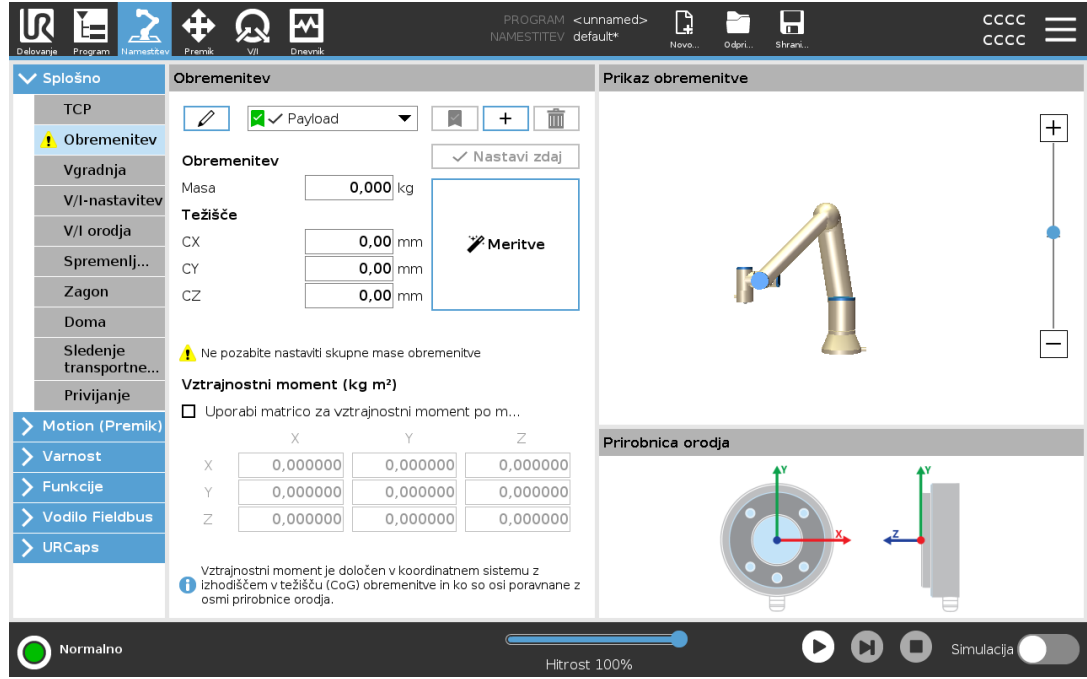 UR
Delovanje
Program
Namestitev
Premik
V/I
Dnevnik
PROGRAM <unnamed>
NAMESTITEV default*
Novo...
Odpri...
Shrani...
CCCC
CCCC
Splošno
TCP
Obremenitev
Vgradnja
V/I-nastavitev
V/I orodja
Spremenlj...
Zagon
Doma
Sledenje
transportne...
Privijanje
Motion (Premik)
Varnost
Funkcije
Vodilo Fieldbus
URCaps
Obremenitev
Payload
Obremenitev
Nastavi zdaj
Masa 0,000 kg
Težišče
CX 0,00 mm
CY 0,00 mm
CZ 0,00 mm
Meritve
Ne pozabite nastaviti skupne mase obremenitve
Vztrajnostni moment (kg m²)
Uporabi matrico za vztrajnostni moment po m...
X Y Z
X 0,000000 0,000000 0,000000
Y 0,000000 0,000000 0,000000
Z 0,000000 0,000000 0,000000
Vztrajnostni moment je določen v koordinatnem sistemu z
izhodiščem v težišču (CoG) obremenitve in ko so osi poravnane z
osmi prirobnice orodja.
Prikaz obremenitve
Prirobnica orodja
Y
X
Y
Z
Normalno
Hitrost 100%
Simulacija